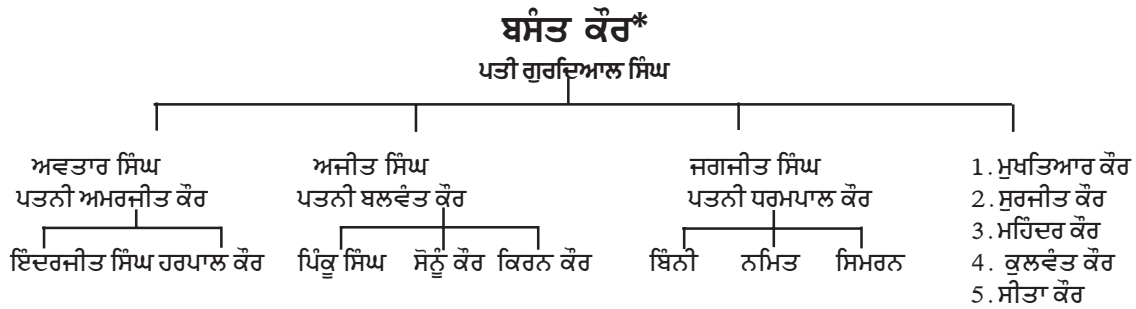 ਬਸੰਤ ਕੌਰ*
ਪਤੀ ਗੁਰਦਿਆਲ ਸਿੰਘ
ਅਵਤਾਰ ਸਿੰਘ
ਪਤਨੀ ਅਮਰਜੀਤ ਕੌਰ
ਇੰਦਰਜੀਤ ਸਿੰਘ ਹਰਪਾਲ ਕੌਰ
ਅਜੀਤ ਸਿੰਘ
ਪਤਨੀ ਬਲਵੰਤ ਕੌਰ
ਪਿੰਕੂ ਸਿੰਘ ਸੋਨੂੰ ਕੌਰ ਕਿਰਨ ਕੌਰ
ਜਗਜੀਤ ਸਿੰਘ
ਪਤਨੀ ਧਰਮਪਾਲ ਕੌਰ
ਬਿੰਨੀ ਨਮਿਤ ਸਿਮਰਨ
1. ਮੁਖਤਿਆਰ ਕੌਰ
2. ਸੁਰਜੀਤ ਕੌਰ
3. ਮਹਿੰਦਰ ਕੌਰ
4. ਕੁਲਵੰਤ ਕੌਰ
5. ਸੀਤਾ ਕੌਰ